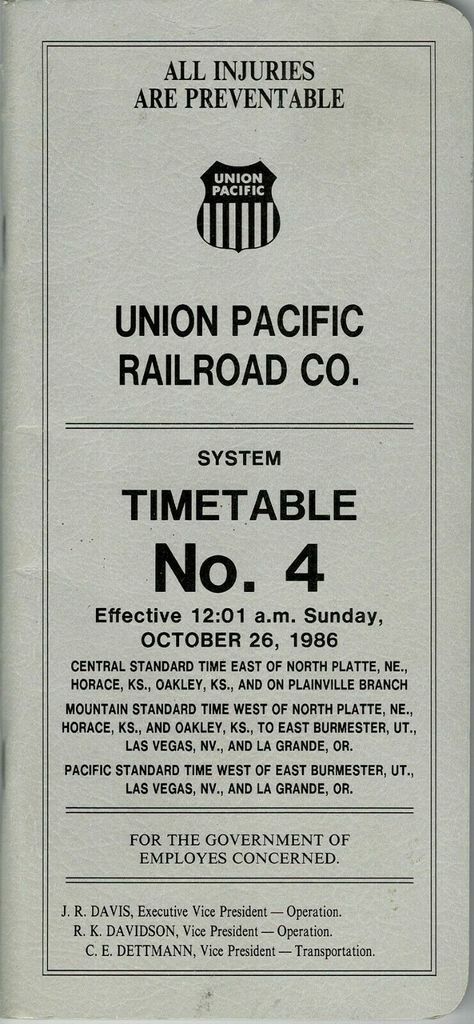 ALL INJURIES
ARE PREVENTABLE
UNION
PACIFIC
UNION PACIFIC
RAILROAD CO.
SYSTEM
TIMETABLE
No. 4
Effective 12:01 a.m. Sunday,
OCTOBER 26, 1986
CENTRAL STANDARD TIME EAST OF NORTH PLATTE, NE.,
HORACE, KS., OAKLEY, KS., AND ON PLAINVILLE BRANCH
MOUNTAIN STANDARD TIME WEST OF NORTH PLATTE, NE.,
HORACE, KS., AND OAKLEY, KS., TO EAST BURMESTER, UT.,
LAS VEGAS, NV., AND LA GRANDE, OR.
PACIFIC STANDARD TIME WEST OF EAST BURMESTER, UT.,
LAS VEGAS, NV., AND LA GRANDE, OR.
FOR THE GOVERNMENT OF
EMPLOYES CONCERNED.
J. R. DAVIS, Executive Vice President — Operation.
R. K. DAVIDSON, Vice President — Operation.
C. E. DETTMANN, Vice President — Transportation.